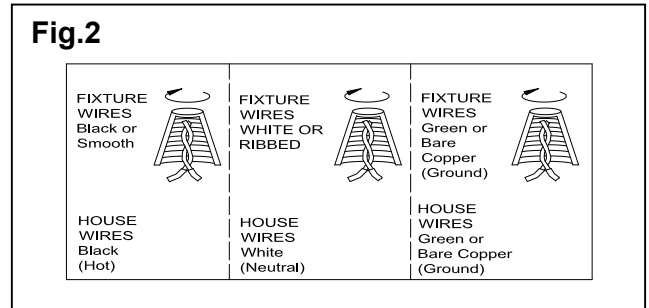 Fig.2
FIXTURE
WIRES
Black or
Smooth
HOUSE
WIRES
Black
(Hot)
FIXTURE
WIRES
WHITE OR
RIBBED
HOUSE
WIRES
White
(Neutral)
FIXTURE
WIRES
Green or
Bare
Copper
(Ground)
HOUSE
WIRES
Green or
Bare Copper
(Ground)